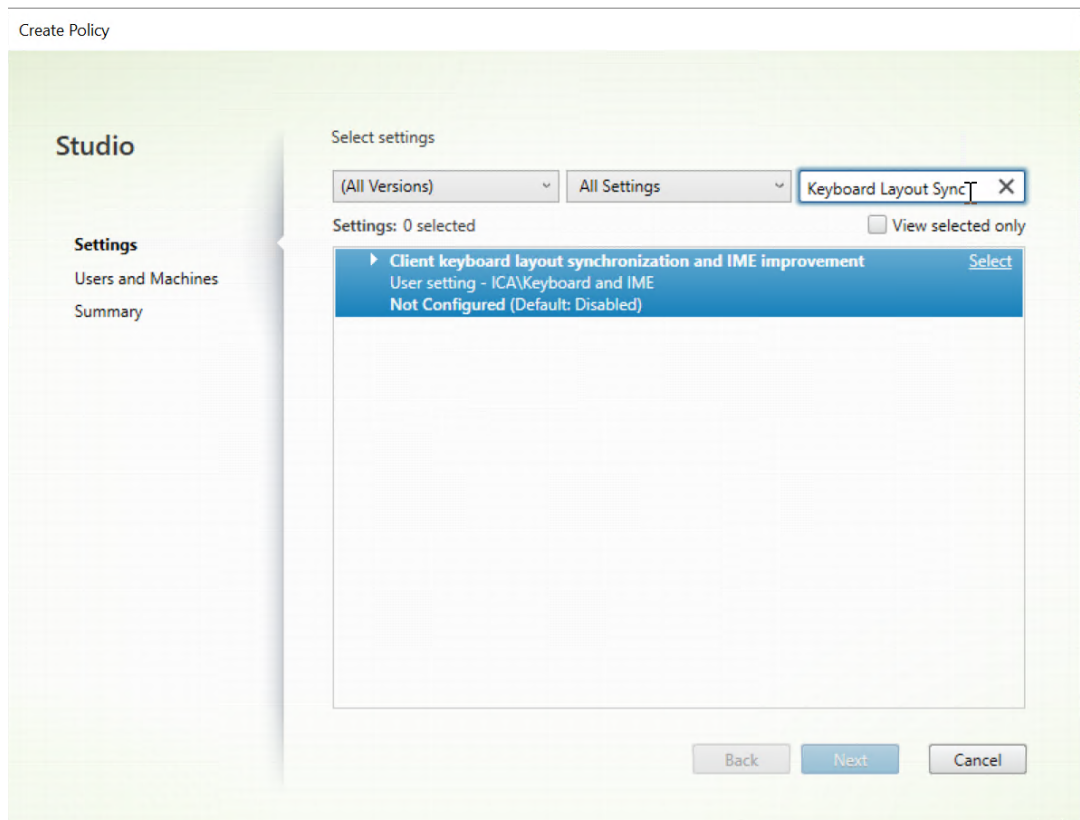 Create Policy
Studio
Settings
Users and Machines
Summary
Select settings
(All Versions)
All Settings
Keyboard Layout Sync
Settings: 0 selected
View selected only
Client keyboard layout synchronization and IME improvement
Select
User setting - ICA\Keyboard and IME
Not Configured (Default: Disabled)
Back
Next
Cancel